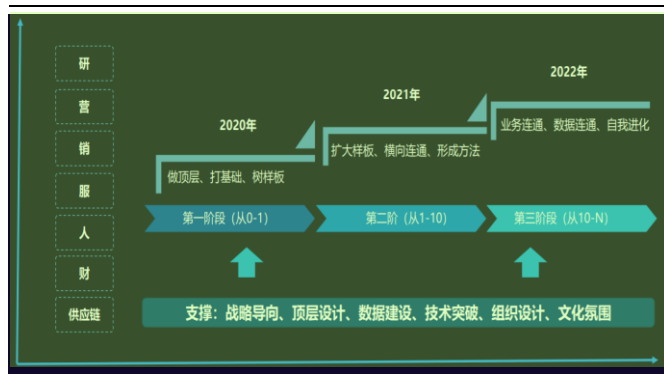 研
营
销
服
人
财
供应链
2020年
做顶层、打基础、树样板
2021年
扩大样板、横向连通、形成方法
2022年
业务连通、数据连通、自我进化
第一阶段（从0-1）
第二阶（从1-10）
第三阶段（从10-N）
支撑：战略导向、顶层设计、数据建设、技术突破、组织设计、文化氛围